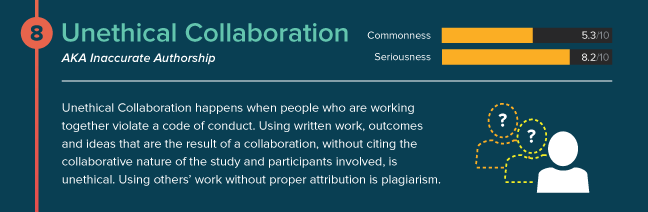 8
Unethical Collaboration
AKA Inaccurate Authorship
Commonness 5.3/10
Seriousness 8.2/10
Unethical Collaboration happens when people who are working
together violate a code of conduct. Using written work, outcomes
and ideas that are the result of a collaboration, without citing the
collaborative nature of the study and participants involved, is
unethical. Using others' work without proper attribution is plagiarism.
?
?